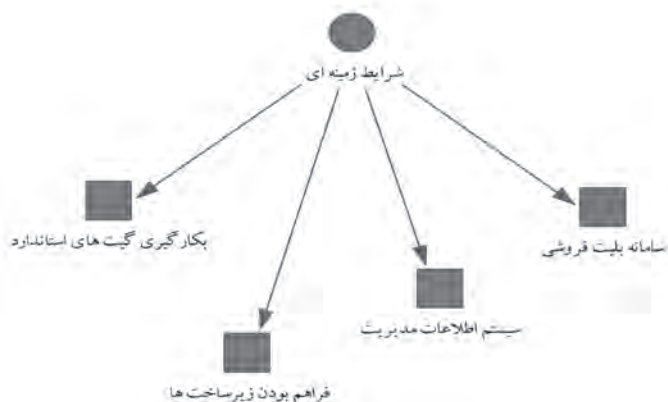 شرایط زمینه ای
سامانه بلیت فروشی
بکارگیری گیت های استاندارد
سیستم اطلاعات مدیریت
فراهم بودن زیرساخت ها